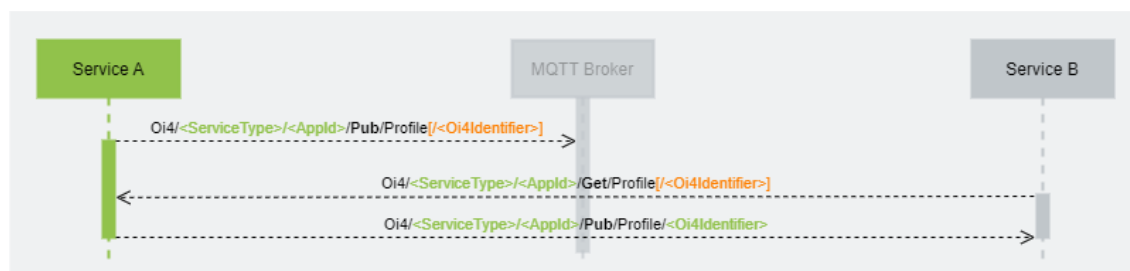 Service A
MQTT Broker
Service B
Oi4/<ServiceType>/<AppId>/Pub/Profile[/<Oi4Identifier>]
Oi4/<ServiceType>/<AppId>/Get/Profile[/<Oi4Identifier>]
Oi4/<ServiceType>/<AppId>/Pub/Profile/<Oi4Identifier>